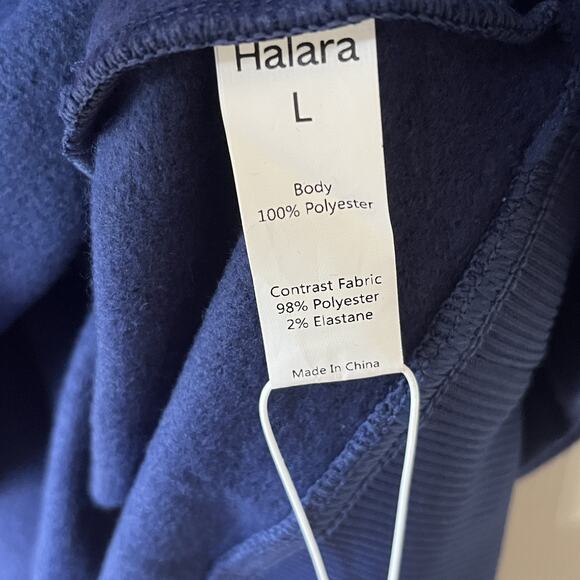 Halara
L
Body
100% Polyester
Contrast Fabric
98% Polyester
2% Elastane
Made In China